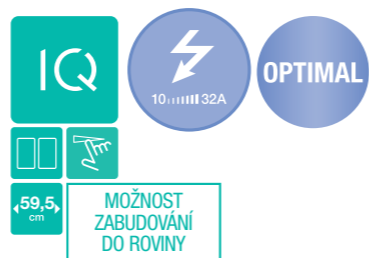 IQ
10 32A
OPTIMAL
59,5
cm
MOŽNOST
ZABUDOVÁNÍ
DO ROVINY